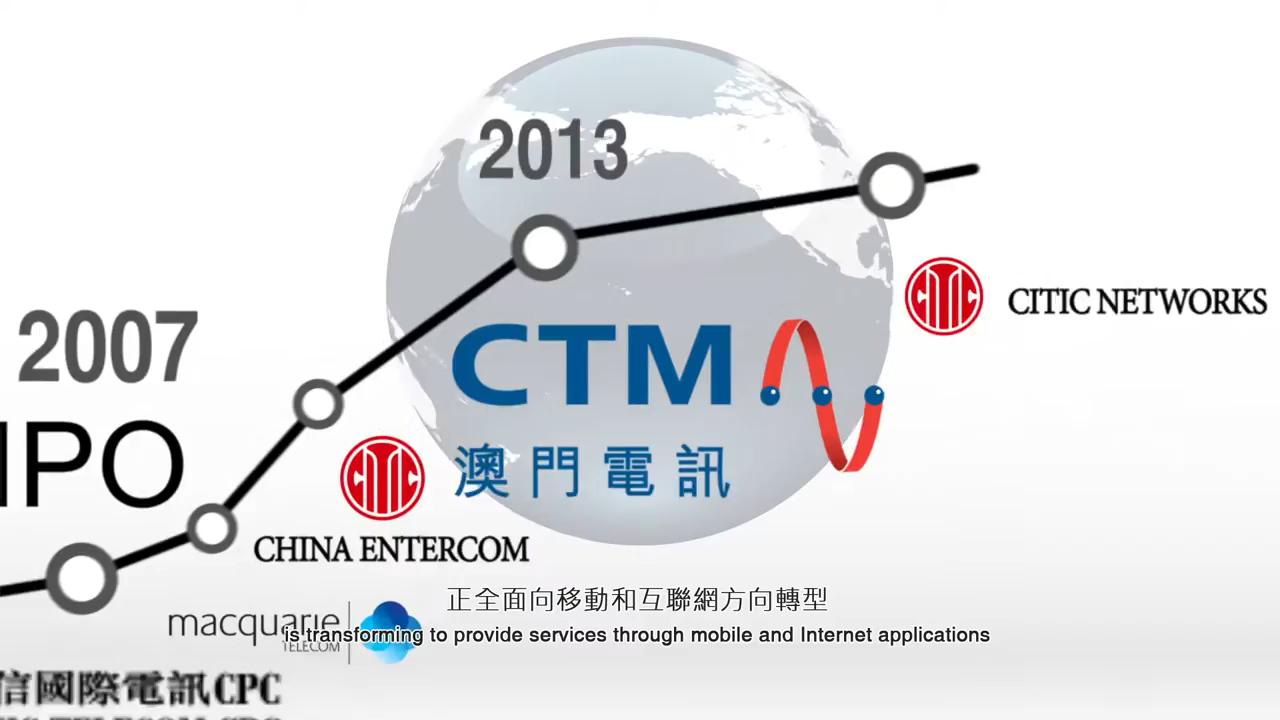 2013
CITIC NETWORKS
2007
CTM
IPO
澳門電訊
CHINA ENTERCOM
正全面向移動和互聯網方向轉型
macquarie
TELECOM
is transforming to provide services through mobile and Internet applications
信國際電訊CPC